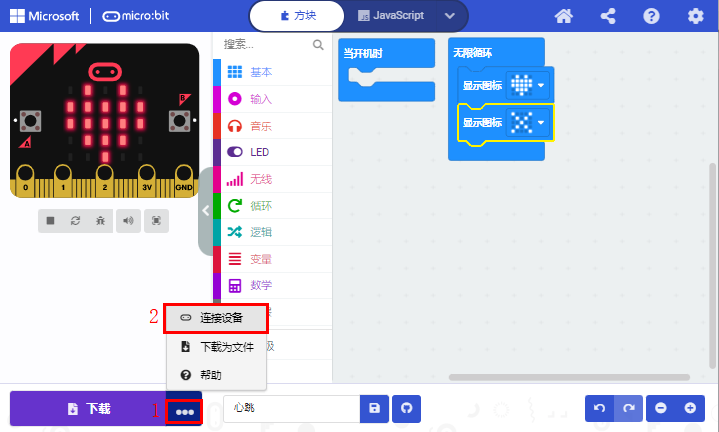 Microsoft micro:bit 方块 JavaScript
搜索...
基本
输入
音乐
LED
无线
循环
逻辑
变量
数学
当开机时
无限循环
显示图标
显示图标
B
A
0 1 2 3V GND
2 连接设备
下载为文件
帮助
下载 1
心跳